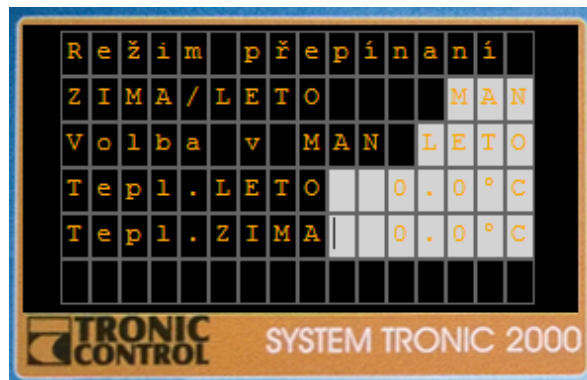 Režim přepínaní
ZIMA/LETO MAN
Volba v MAN LETO
Tepl.LETO 0.0°C
Tepl.ZIMA 0.0°C
TRONIC CONTROL
SYSTEM TRONIC 2000